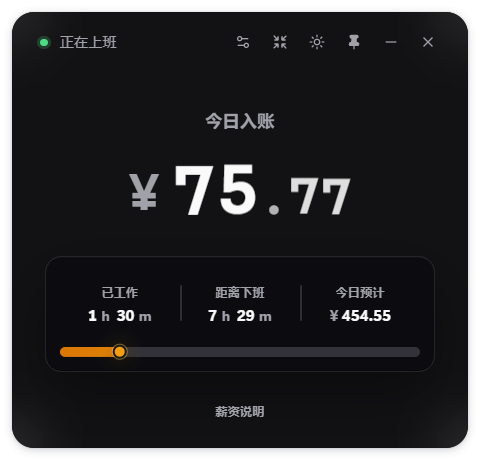 正在上班
今日入账
¥ 75.77
已工作 距离下班 今日预计
1 h 30 m 7 h 29 m ¥ 454.55
薪资说明